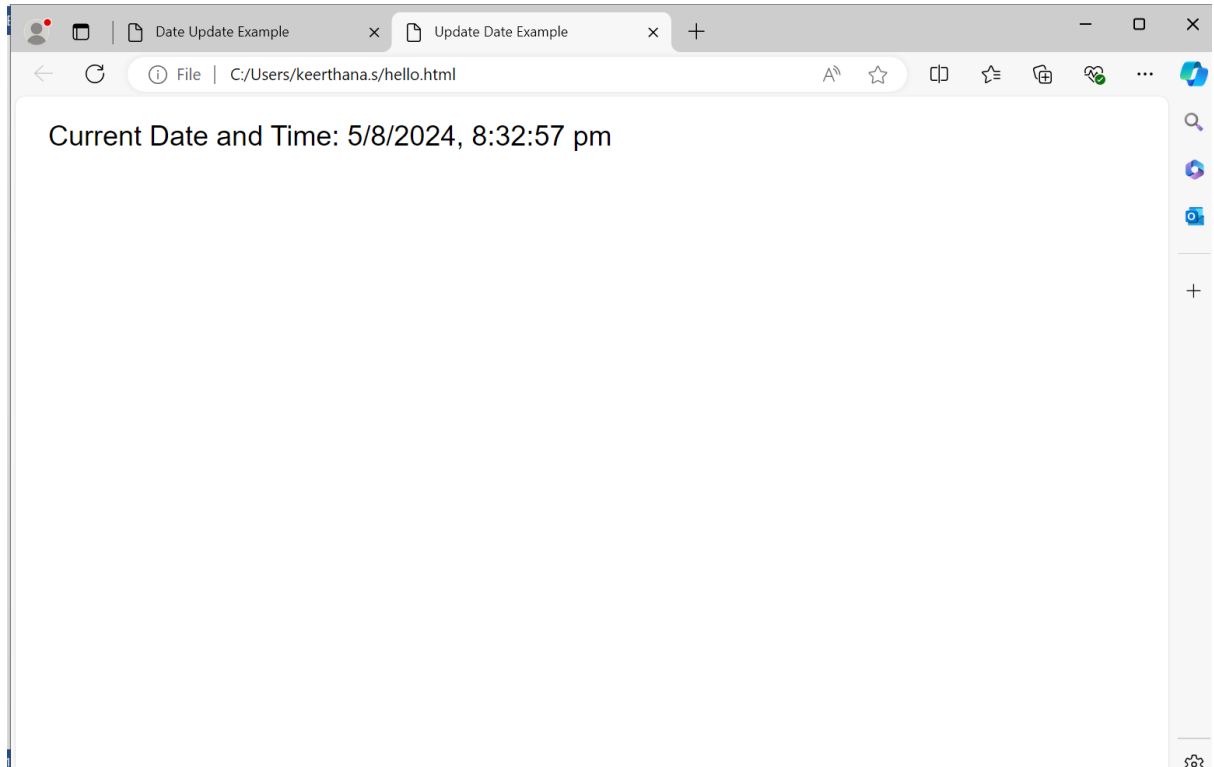 Date Update Example
Update Date Example
File | C:/Users/keerthana.s/hello.html
Current Date and Time: 5/8/2024, 8:32:57 pm